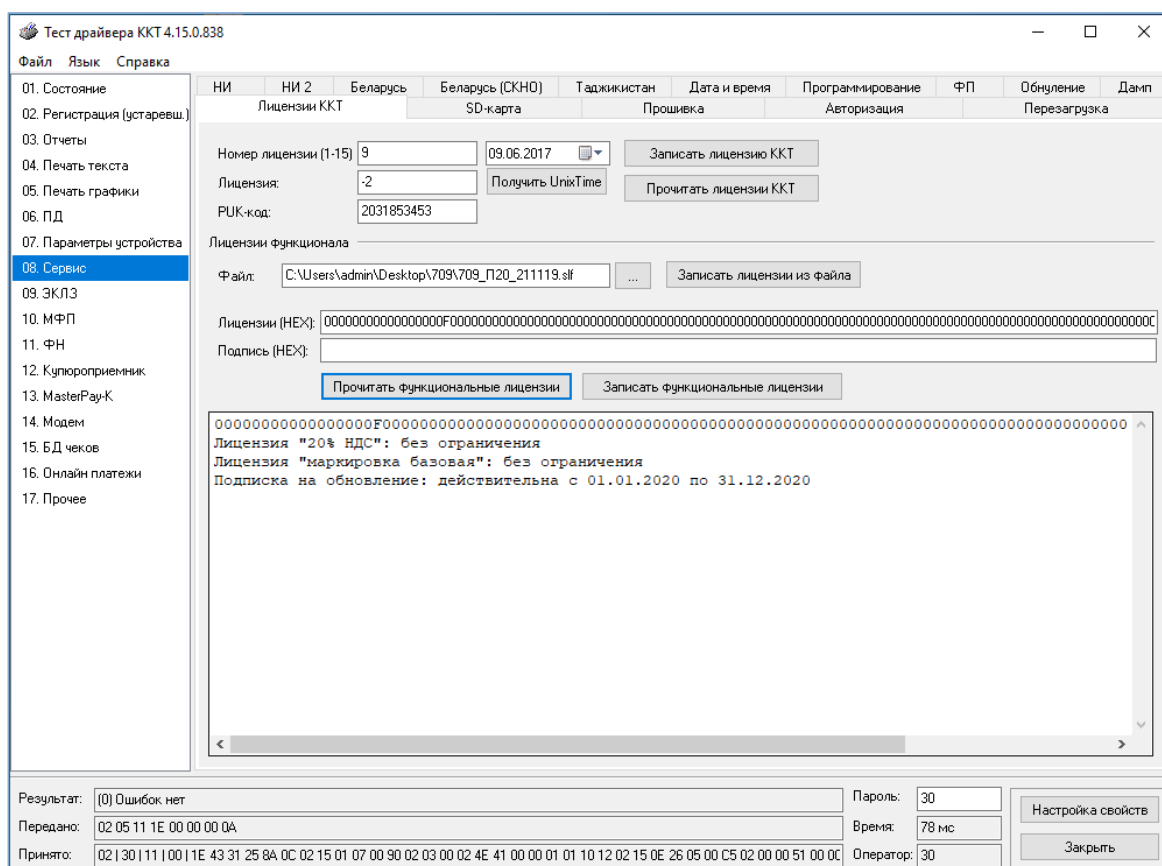 Тест драйвера ККТ 4.15.0.838
Файл Язык Справка
01. Состояние
02. Регистрация (устаревш.)
03. Отчеты
04. Печать текста
05. Печать графики
06. ПД
07. Параметры устройства
08. Сервис
09. ЭКЛЗ
10. МФП
11. ФН
12. Купюроприемник
13. MasterPay-K
14. Модем
15. БД чеков
16. Онлайн платежи
17. Прочее
НИ НИ 2 Беларусь Беларусь (СКНО) Таджикистан Дата и время Программирование ФП Обнуление Дамп
Лицензии ККТ SD-карта Прошивка Авторизация Перезагрузка
Номер лицензии (1-15) 9 09.06.2017 Записать лицензию ККТ
Лицензия: -2 Получить UnixTime Прочитать лицензии ККТ
PUK-код: 2031853453
Лицензии функционала
Файл: C:\Users\admin\Desktop\709\709_П20_211119.slf ... Записать лицензии из файла
Лицензии (HEX):
Подпись (HEX):
Прочитать функциональные лицензии Записать функциональные лицензии
Лицензия "20% НДС": без ограничения
Лицензия "маркировка базовая": без ограничения
Подписка на обновление: действительна с 01.01.2020 по 31.12.2020
Результат: (0) Ошибок нет Пароль: 30 Настройка свойств
Передано: 02 05 11 1E 00 00 00 0A Время: 78 мс
Принято: 02 | 30 | 11 | 00 | 1E 43 31 25 8A 0C 02 15 01 07 00 90 02 03 00 02 4E 41 00 00 01 01 10 12 02 15 0E 26 05 00 C5 02 00 00 51 00 Оператор: 30 Закрыть